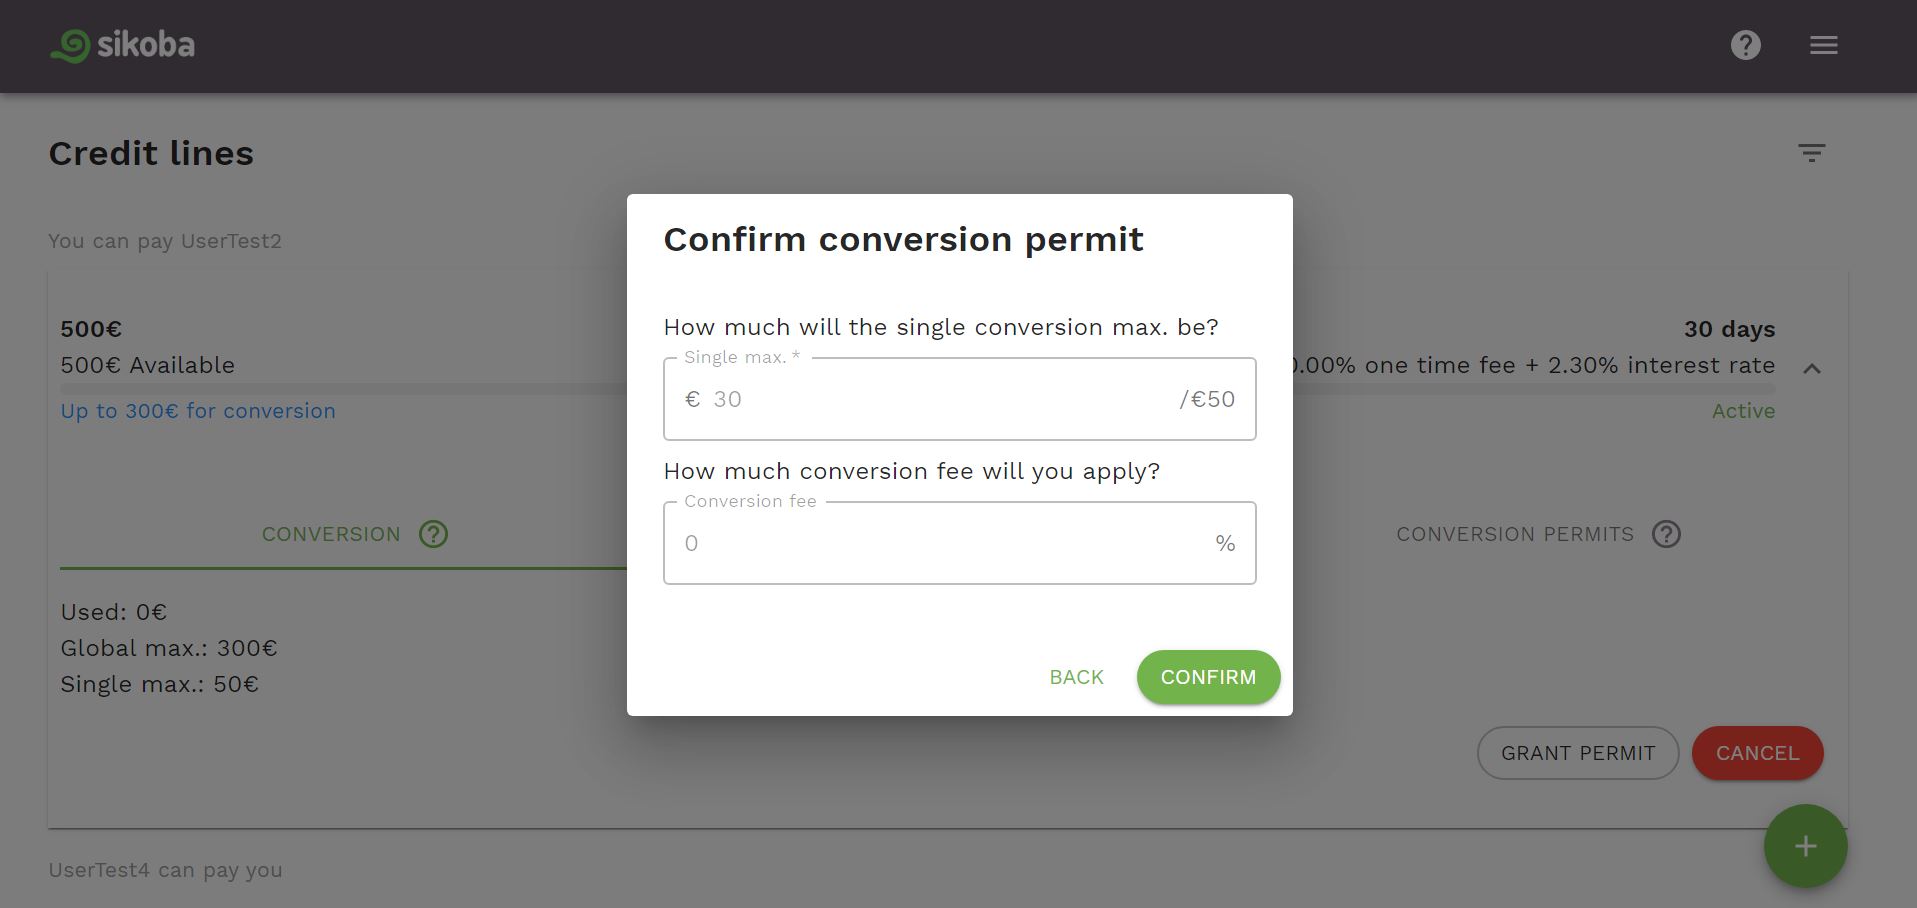 sikoba
Credit lines
You can pay UserTest2
500€
500€ Available
Up to 300€ for conversion
30 days
0.00% one time fee + 2.30% interest rate
Active
CONVERSION
CONVERSION PERMITS
Used: 0€
Global max.: 300€
Single max.: 50€
Confirm conversion permit
How much will the single conversion max. be?
Single max. *
€ 30 /€50
How much conversion fee will you apply?
Conversion fee
0 %
BACK CONFIRM
GRANT PERMIT CANCEL
+
UserTest4 can pay you